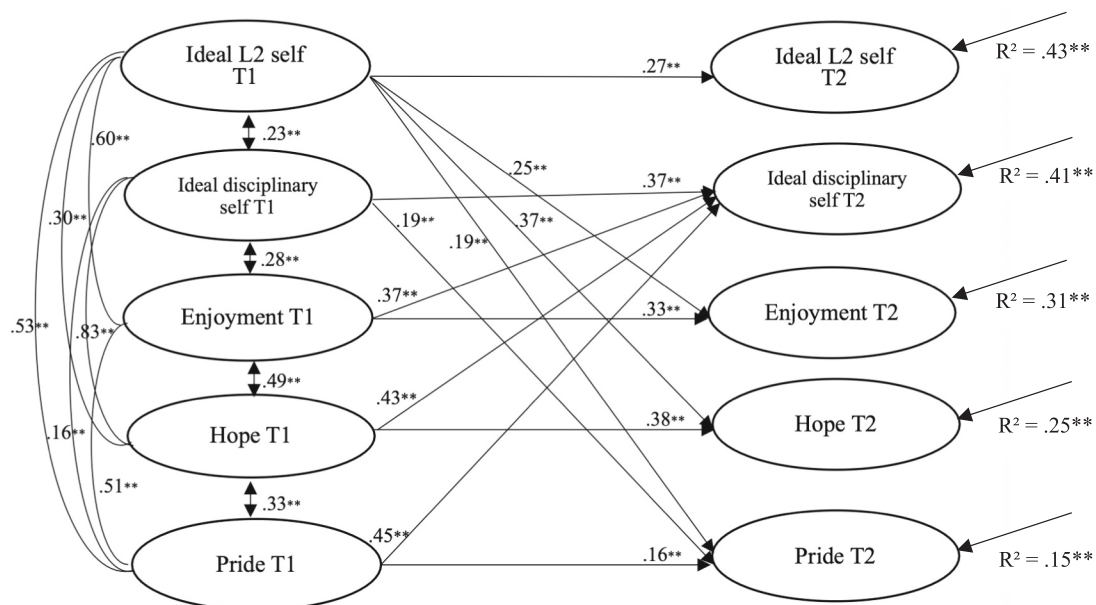 Ideal L2 self
T1
Ideal L2 self
T2
R² = .43**
.27**
.60**
.23**
Ideal disciplinary
self T1
Ideal disciplinary
self T2
R² = .41**
.25**
.37**
.30**
.19**
.19**
.37**
.28**
Enjoyment T1
Enjoyment T2
R² = .31**
.37**
.33**
.53**
.83**
.49**
Hope T1
Hope T2
R² = .25**
.43**
.38**
.16**
.51**
.33**
Pride T1
Pride T2
R² = .15**
.45**
.16**